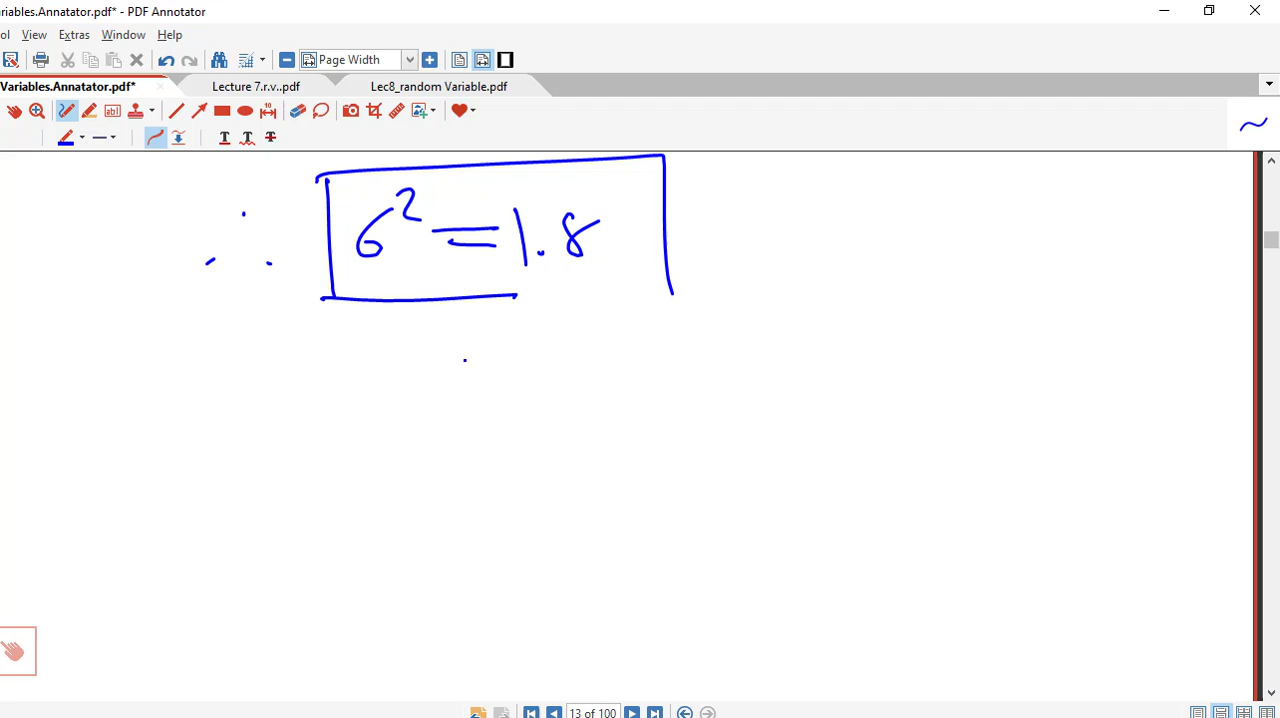 ariables.Annatator.pdf* - PDF Annotator
ol View Extras Window Help
Page Width
Variables.Annatator.pdf* Lecture 7.r.v..pdf Lec8_random Variable.pdf
T T T
∴ 6² = 1.8
13 of 100